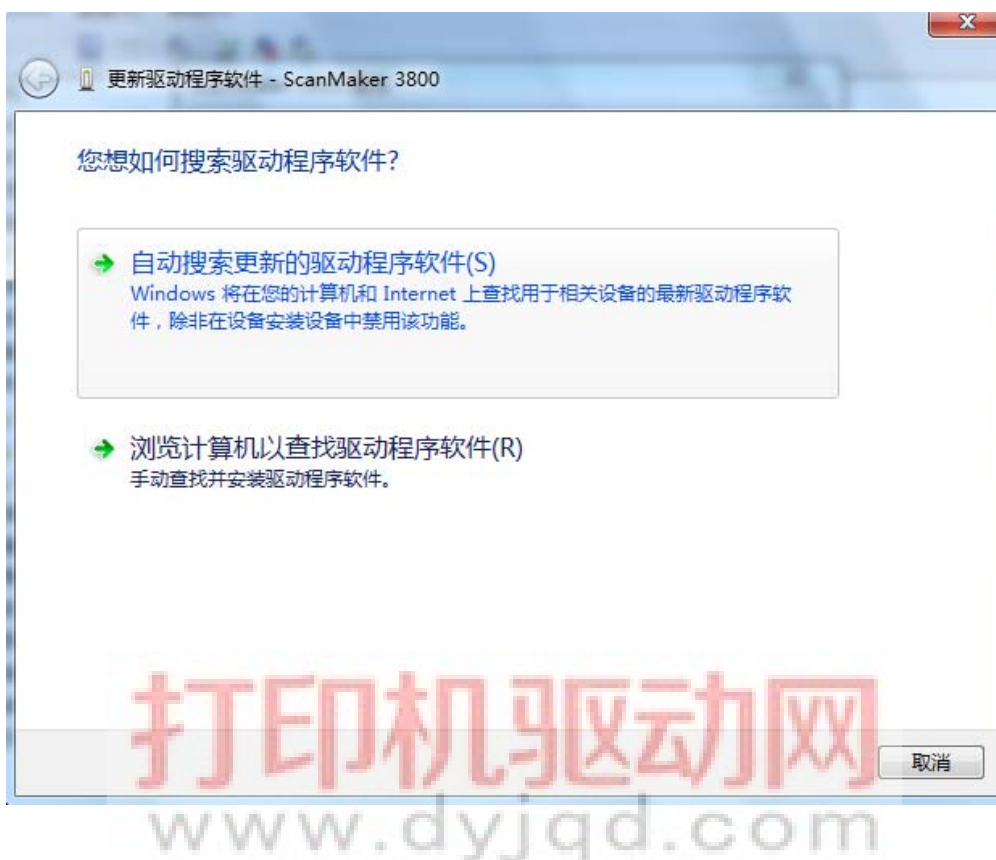 更新驱动程序软件 - ScanMaker 3800
您想如何搜索驱动程序软件?
自动搜索更新的驱动程序软件(S)
Windows 将在您的计算机和 Internet 上查找用于相关设备的最新驱动程序软
件，除非在设备安装设备中禁用该功能。
浏览计算机以查找驱动程序软件(R)
手动查找并安装驱动程序软件。
打印机驱动网
取消
www.dyjqd.com